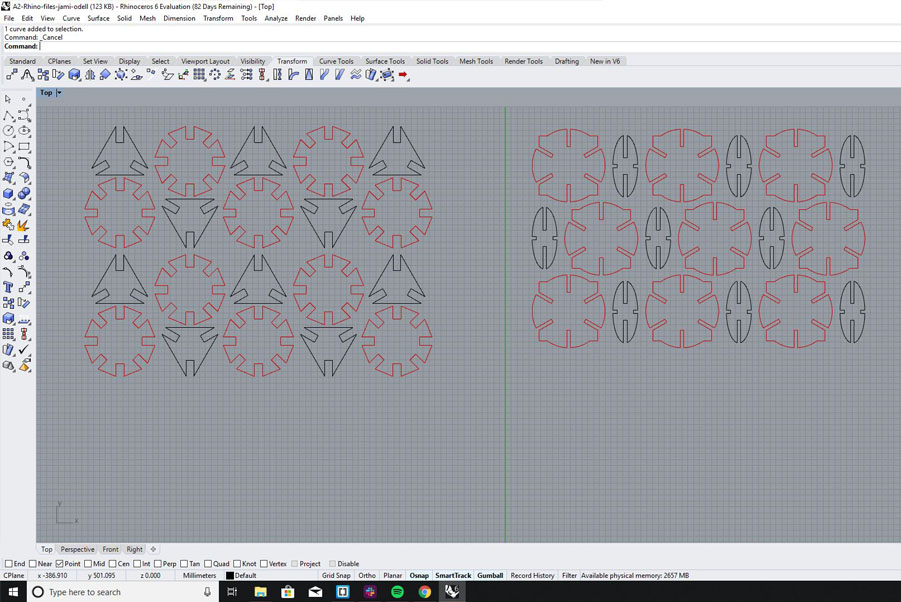 A2-Rhino-files-jami-odell (123 KB) - Rhinoceros 6 Evaluation (82 Days Remaining) - [Top]
File Edit View Curve Surface Solid Mesh Dimension Transform Tools Analyze Render Panels Help
1 curve added to selection.
Command: _Cancel
Command:
Standard CPlanes Set View Display Select Viewport Layout Visibility Transform Curve Tools Surface Tools Solid Tools Mesh Tools Render Tools Drafting New in V6
Top
y
x
Top Perspective Front Right
End Near Point Mid Cen Int Perp Tan Quad Knot Vertex Project Disable
CPlane x -386.910 y 501.095 z 0.000 Millimeters Default Grid Snap Ortho Planar Osnap SmartTrack Gumball Record History Filter Available physical memory: 2657 MB
Type here to search